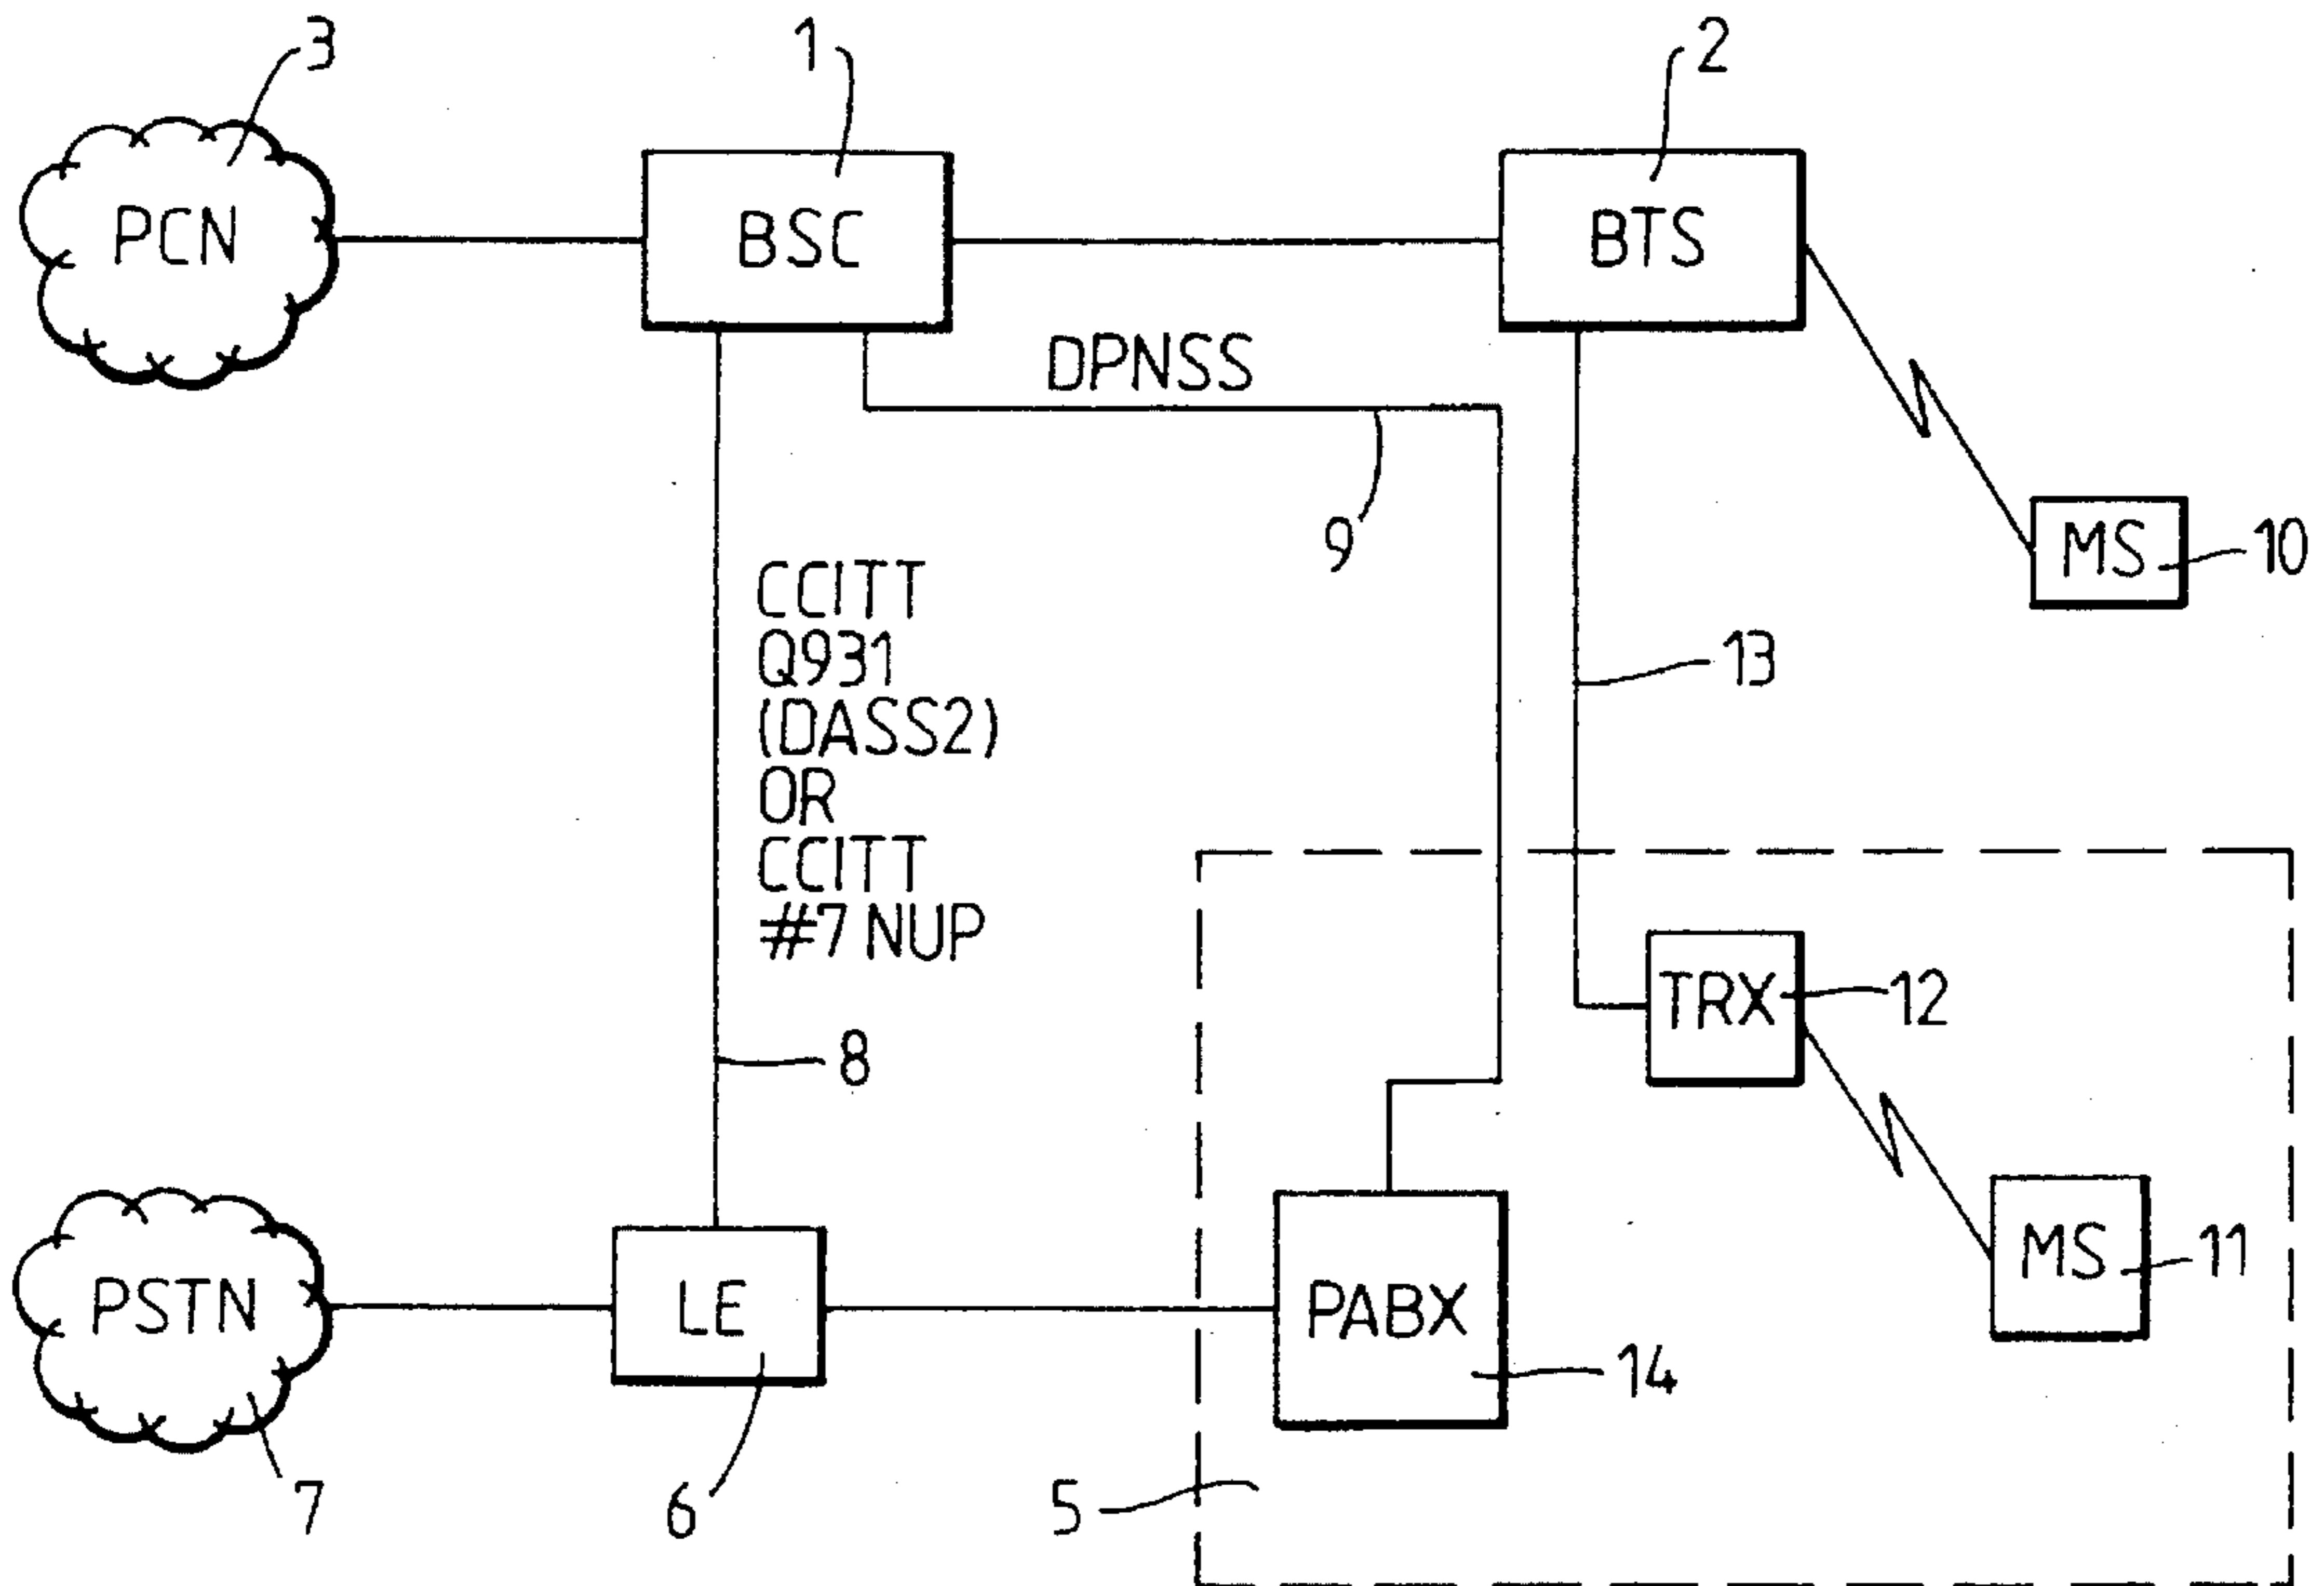 3
1
2
PCN
BSC
BTS
DPNSS
9
MS
10
CCITT
Q931
(DASS2)
OR
CCITT
#7 NUP
13
8
TRX
12
PSTN
LE
PABX
MS
11
14
7
6
5